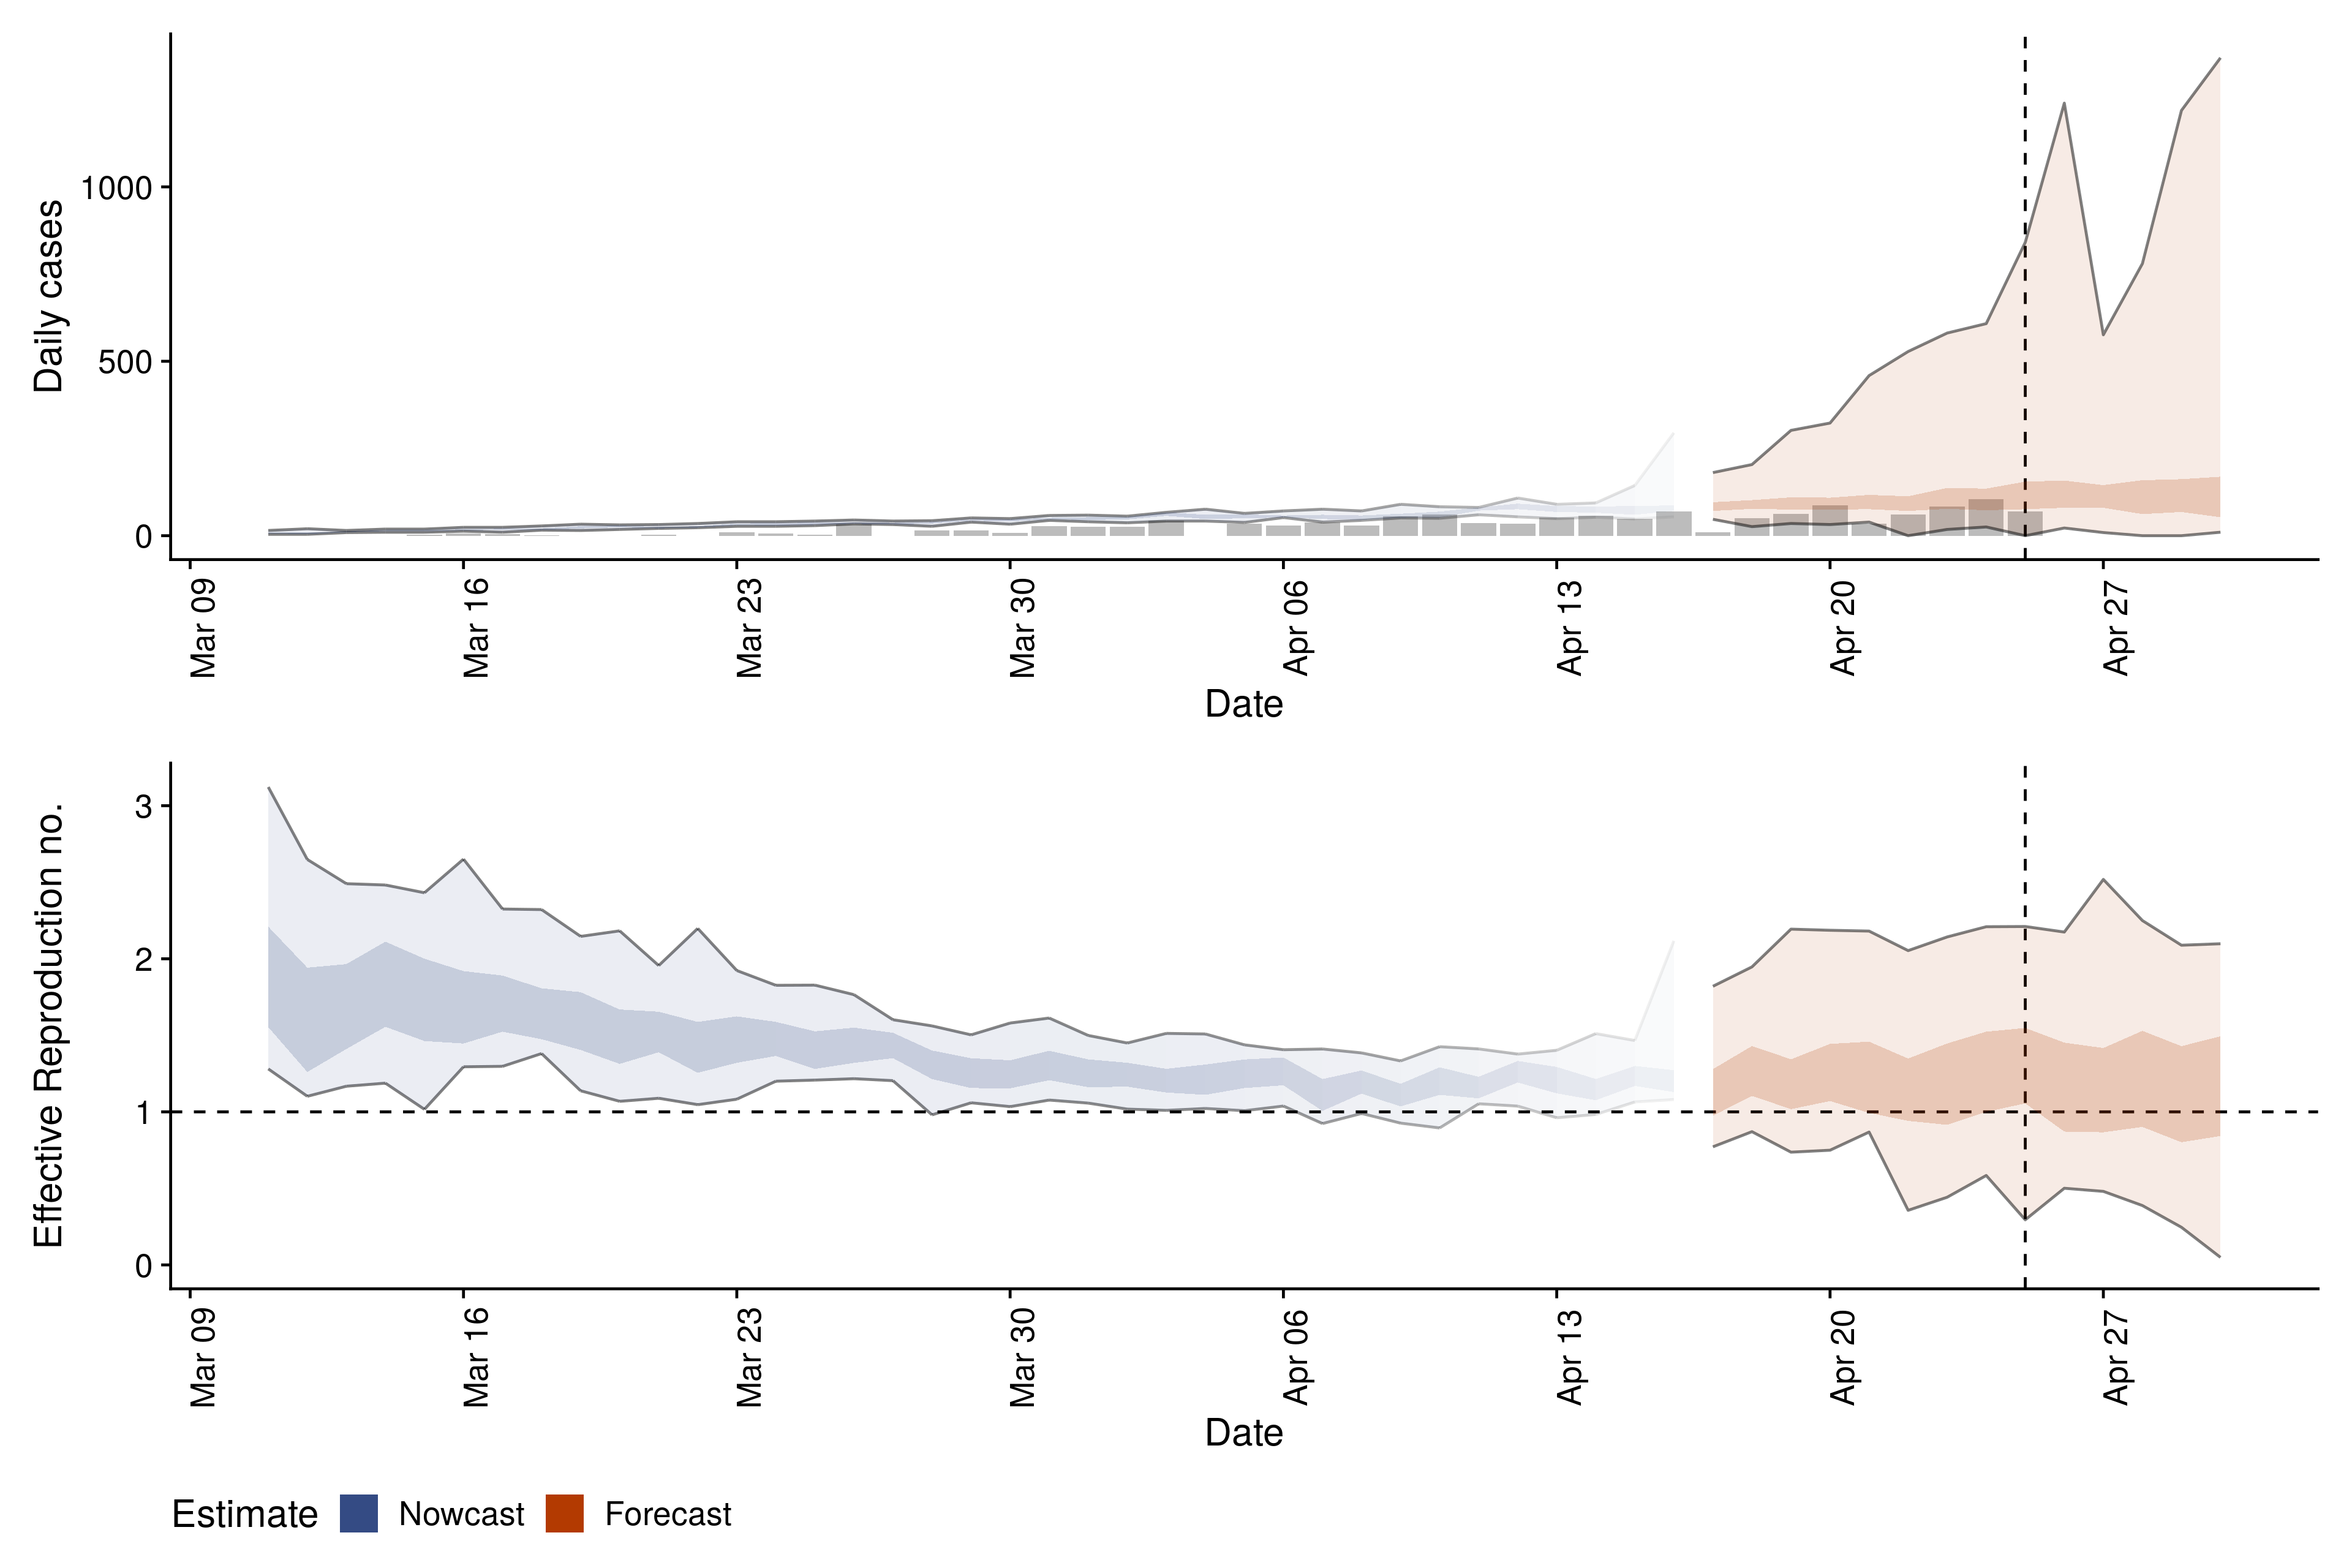 Daily cases
1000
500
0
Mar 09
Mar 16
Mar 23
Mar 30
Apr 06
Apr 13
Apr 20
Apr 27
Date
Effective Reproduction no.
3
2
1
0
Mar 09
Mar 16
Mar 23
Mar 30
Apr 06
Apr 13
Apr 20
Apr 27
Date
Estimate Nowcast Forecast